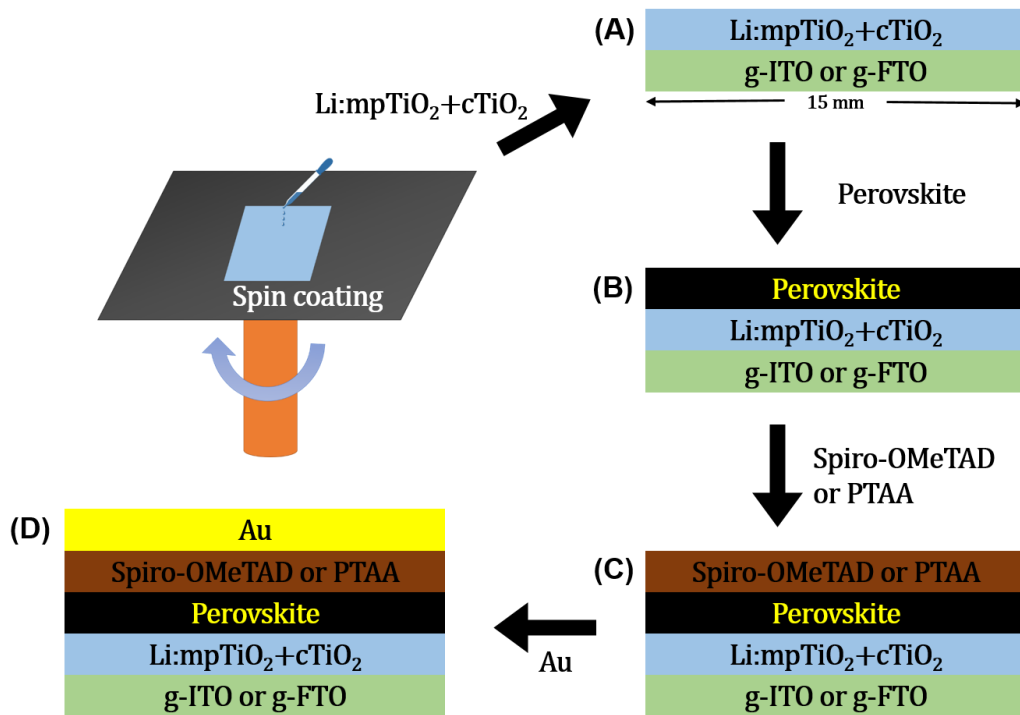 Li:mpTiO₂+cTiO₂
Spin coating
(A)
Li:mpTiO₂+cTiO₂
g-ITO or g-FTO
15 mm
Perovskite
(B)
Perovskite
Li:mpTiO₂+cTiO₂
g-ITO or g-FTO
Spiro-OMeTAD
or PTAA
(C)
Spiro-OMeTAD or PTAA
Perovskite
Li:mpTiO₂+cTiO₂
g-ITO or g-FTO
Au
(D)
Au
Spiro-OMeTAD or PTAA
Perovskite
Li:mpTiO₂+cTiO₂
g-ITO or g-FTO